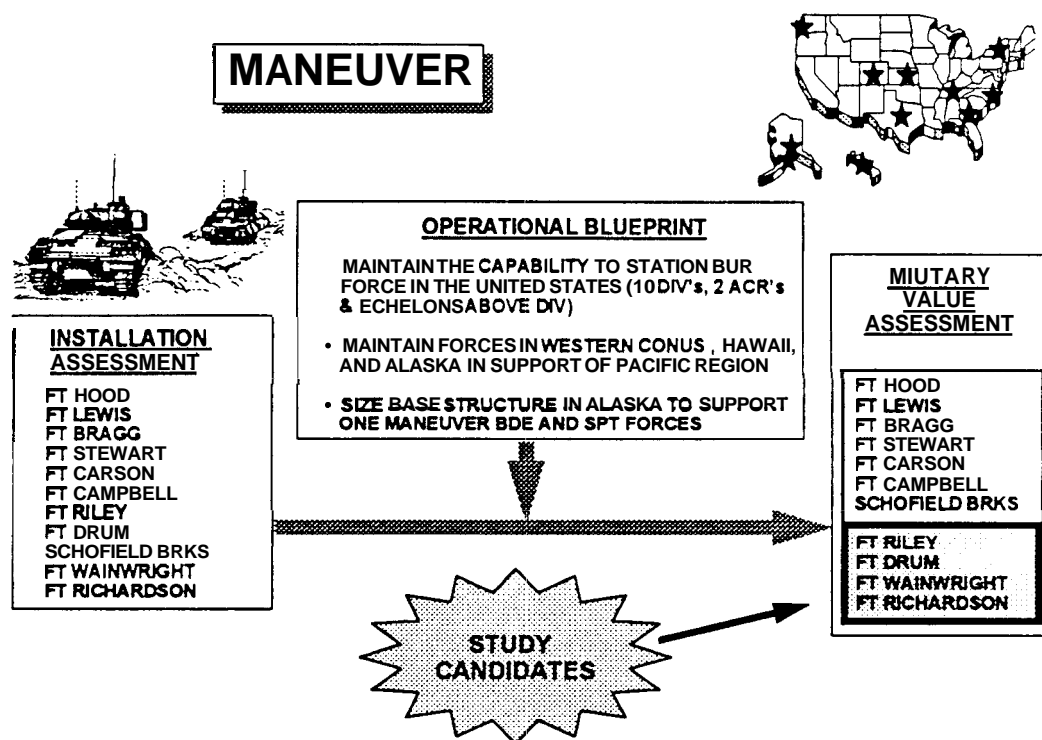 MANEUVER
OPERATIONAL BLUEPRINT
MAINTAIN THE CAPABILITY TO STATION BUR
FORCE IN THE UNITED STATES (10 DIV's, 2 ACR's
& ECHELONS ABOVE DIV)
• MAINTAIN FORCES IN WESTERN CONUS , HAWAII,
AND ALASKA IN SUPPORT OF PACIFIC REGION
• SIZE BASE STRUCTURE IN ALASKA TO SUPPORT
ONE MANEUVER BDE AND SPT FORCES
INSTALLATION
ASSESSMENT
FT HOOD
FT LEWIS
FT BRAGG
FT STEWART
FT CARSON
FT CAMPBELL
FT RILEY
FT DRUM
SCHOFIELD BRKS
FT WAINWRIGHT
FT RICHARDSON
MIUTARY
VALUE
ASSESSMENT
FT HOOD
FT LEWIS
FT BRAGG
FT STEWART
FT CARSON
FT CAMPBELL
SCHOFIELD BRKS
FT RILEY
FT DRUM
FT WAINWRIGHT
FT RICHARDSON
STUDY
CANDIDATES